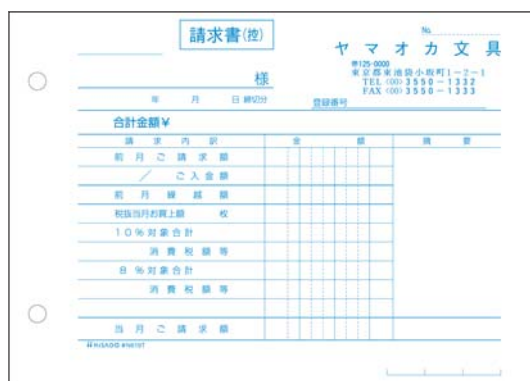 請求書(控)
No.
ヤマオカ文具
〒125-0000
東京都東池袋小坂町1-2-1
TEL (00) 3550-1332
FAX (00) 3550-1333
様
年 月 日 締切分
登録番号
合計金額¥
請求内訳 金額 摘要
前月ご請求額
/ ご入金額
前月繰越額
税抜当月お買上額 枚
10%対象合計
消費税額等
8%対象合計
消費税額等
当月ご請求額
HISAGO